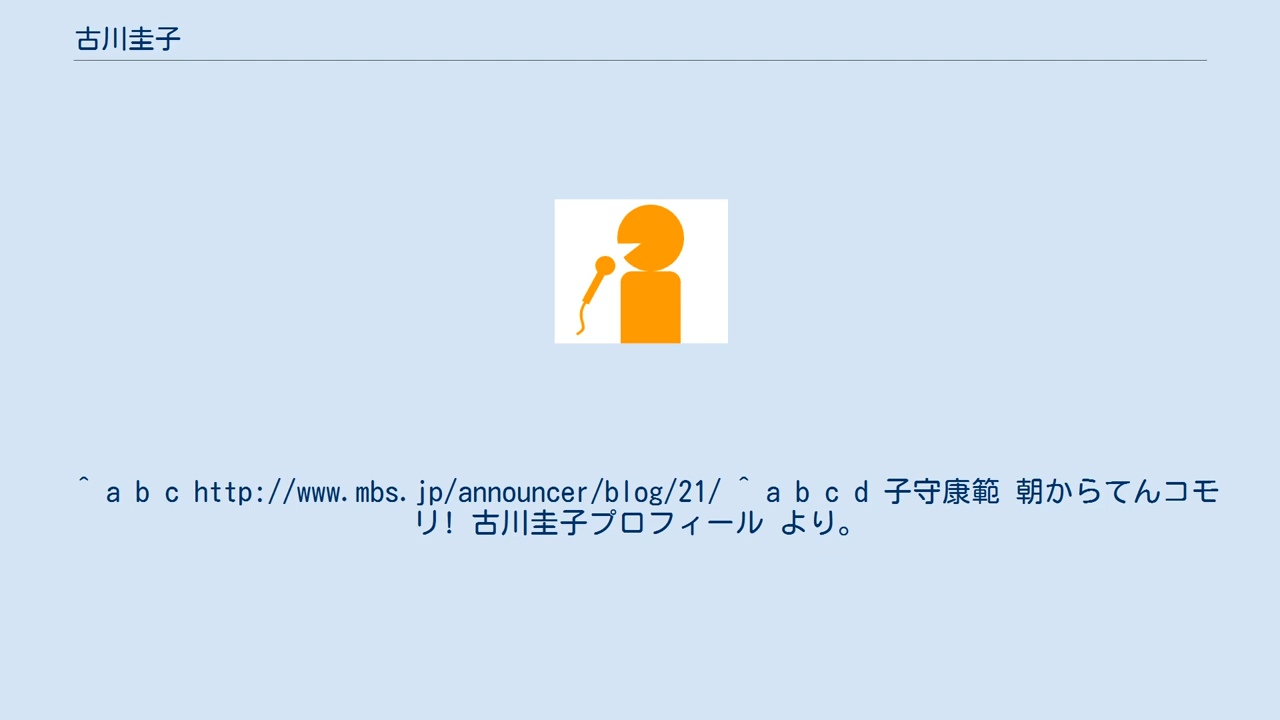 古川圭子
^ a b c http://www.mbs.jp/announcer/blog/21/ ^ a b c d 子守康範 朝からてんコモ
リ! 古川圭子プロフィール より。